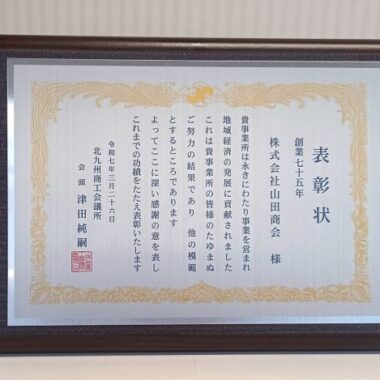 表彰状
創業七十五年
株式会社山田商会 様
貴事業所は永きにわたり事業を営まれ
地域経済の発展に貢献されました
これは貴事業所の皆様のたゆまぬ
ご努力の結果であり 他の模範
とするところであります
よってここに深い感謝の意を表し
これまでの功績をたたえ表彰いたします
令和七年三月二十六日
北九州商工会議所
会頭 津田純嗣